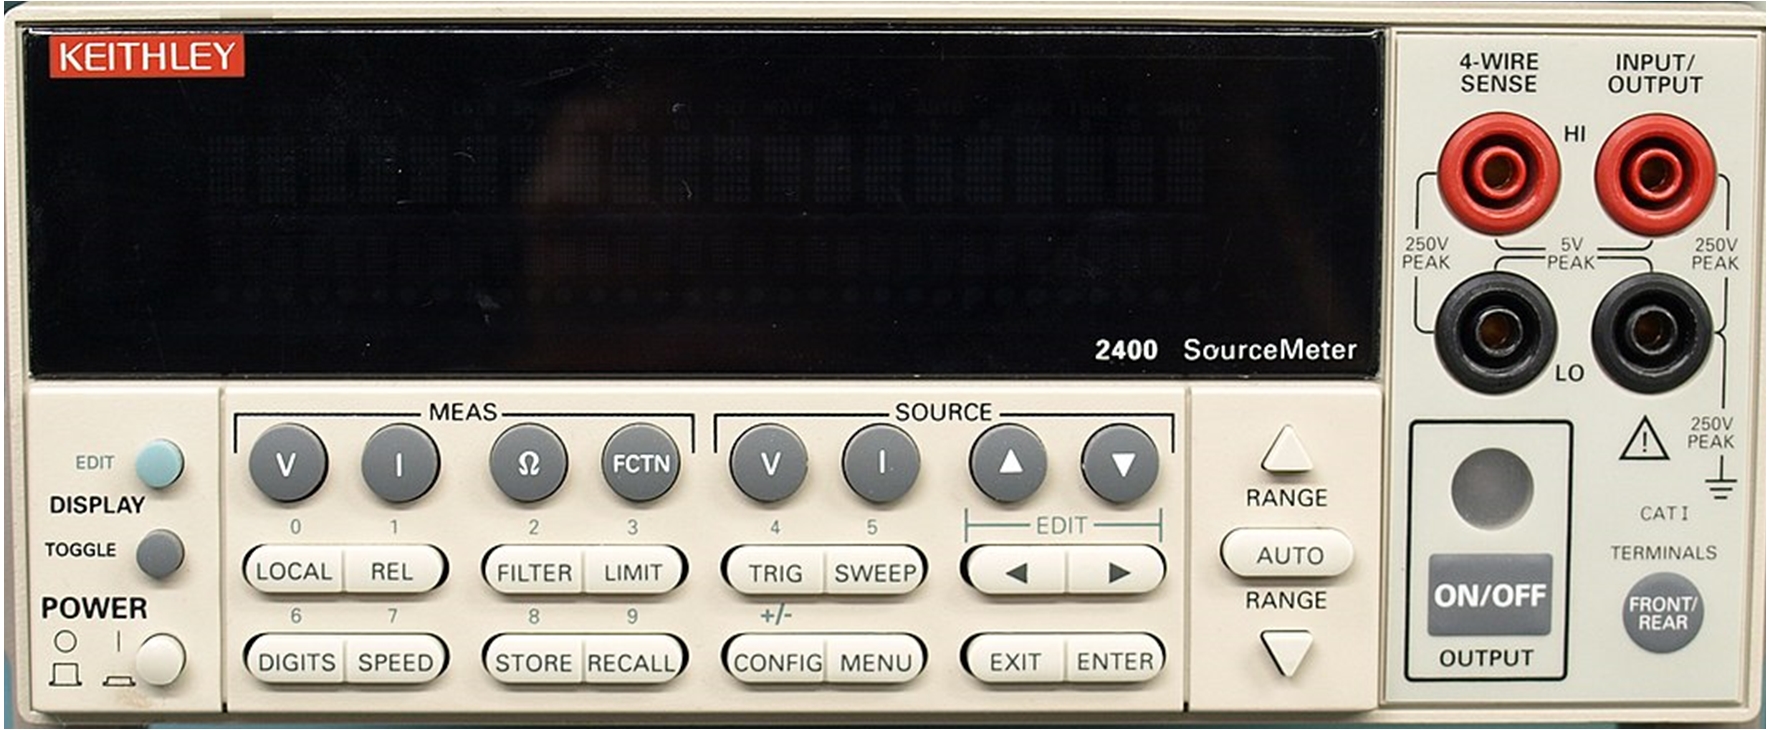 KEITHLEY
2400 SourceMeter
4-WIRE SENSE
INPUT/ OUTPUT
HI
250V PEAK
5V PEAK
250V PEAK
LO
250V PEAK
CAT I
TERMINALS
FRONT/ REAR
ON/OFF
OUTPUT
EDIT
DISPLAY
TOGGLE
POWER
MEAS
V I Ω FCTN
0 1 2 3
LOCAL REL FILTER LIMIT
6 7 8 9
DIGITS SPEED STORE RECALL
SOURCE
V I ▲ ▼
4 5 EDIT
TRIG SWEEP ◀ ▶
+/-
CONFIG MENU EXIT ENTER
RANGE
AUTO
RANGE